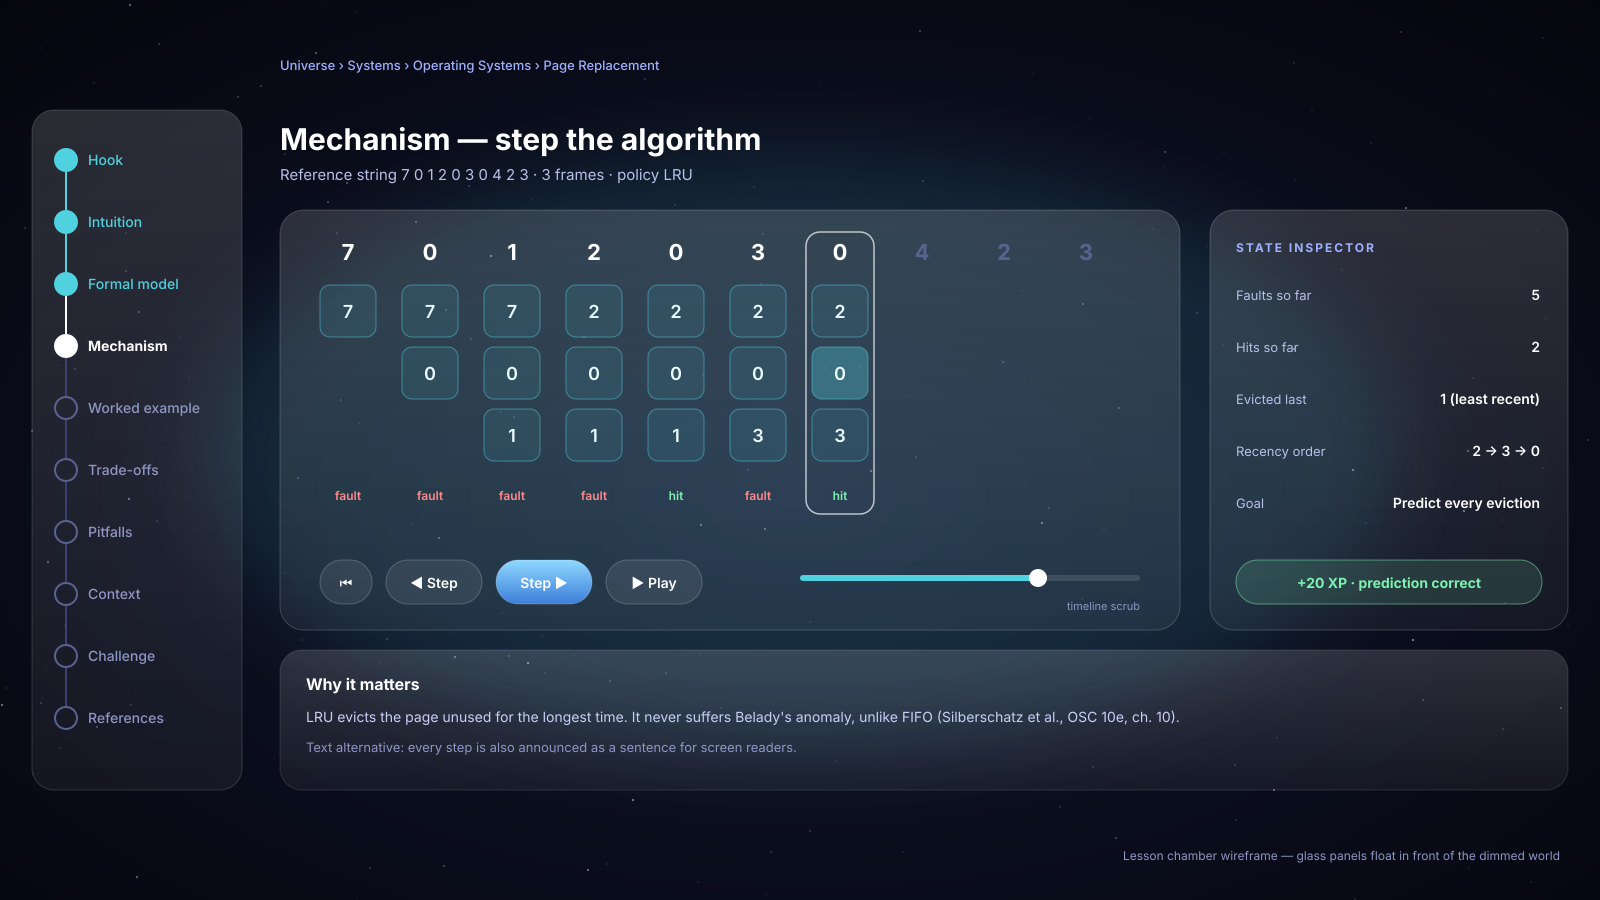 Universe › Systems › Operating Systems › Page Replacement
Hook
Intuition
Formal model
Mechanism
Worked example
Trade-offs
Pitfalls
Context
Challenge
References
Mechanism — step the algorithm
Reference string 7 0 1 2 0 3 0 4 2 3 · 3 frames · policy LRU
7 0 1 2 0 3 0 4 2 3
7 7 7 2 2 2 2
0 0 0 0 0 0
1 1 1 3 3
fault fault fault fault hit fault hit
⏮ ◀ Step Step ▶ ▶ Play
timeline scrub
STATE INSPECTOR
Faults so far 5
Hits so far 2
Evicted last 1 (least recent)
Recency order 2 → 3 → 0
Goal Predict every eviction
+20 XP · prediction correct
Why it matters
LRU evicts the page unused for the longest time. It never suffers Belady's anomaly, unlike FIFO (Silberschatz et al., OSC 10e, ch. 10).
Text alternative: every step is also announced as a sentence for screen readers.
Lesson chamber wireframe — glass panels float in front of the dimmed world